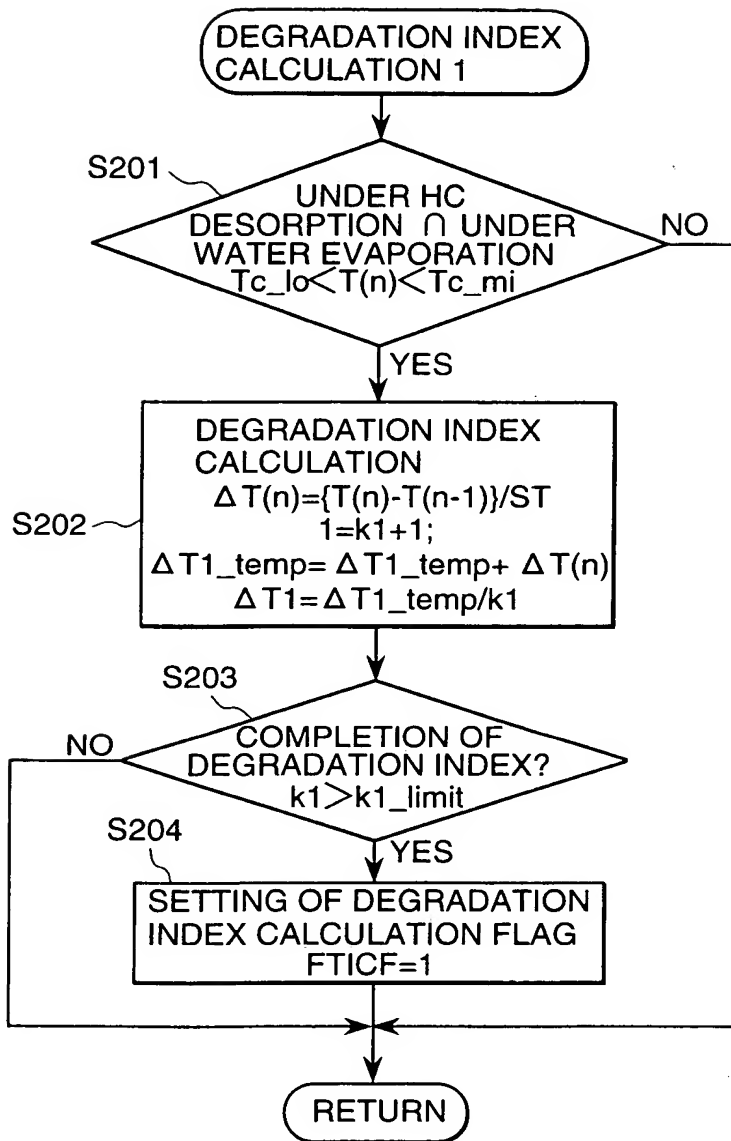 DEGRADATION INDEX
CALCULATION 1
S201
UNDER HC
DESORPTION ∩ UNDER
WATER EVAPORATION
Tc_lo<T(n)<Tc_mi
NO
YES
DEGRADATION INDEX
CALCULATION
ΔT(n)={T(n)-T(n-1)}/ST
1=k1+1;
ΔT1_temp= ΔT1_temp+ ΔT(n)
ΔT1=ΔT1_temp/k1
S202
S203
NO
COMPLETION OF
DEGRADATION INDEX?
k1>k1_limit
YES
S204
SETTING OF DEGRADATION
INDEX CALCULATION FLAG
FTICF=1
RETURN